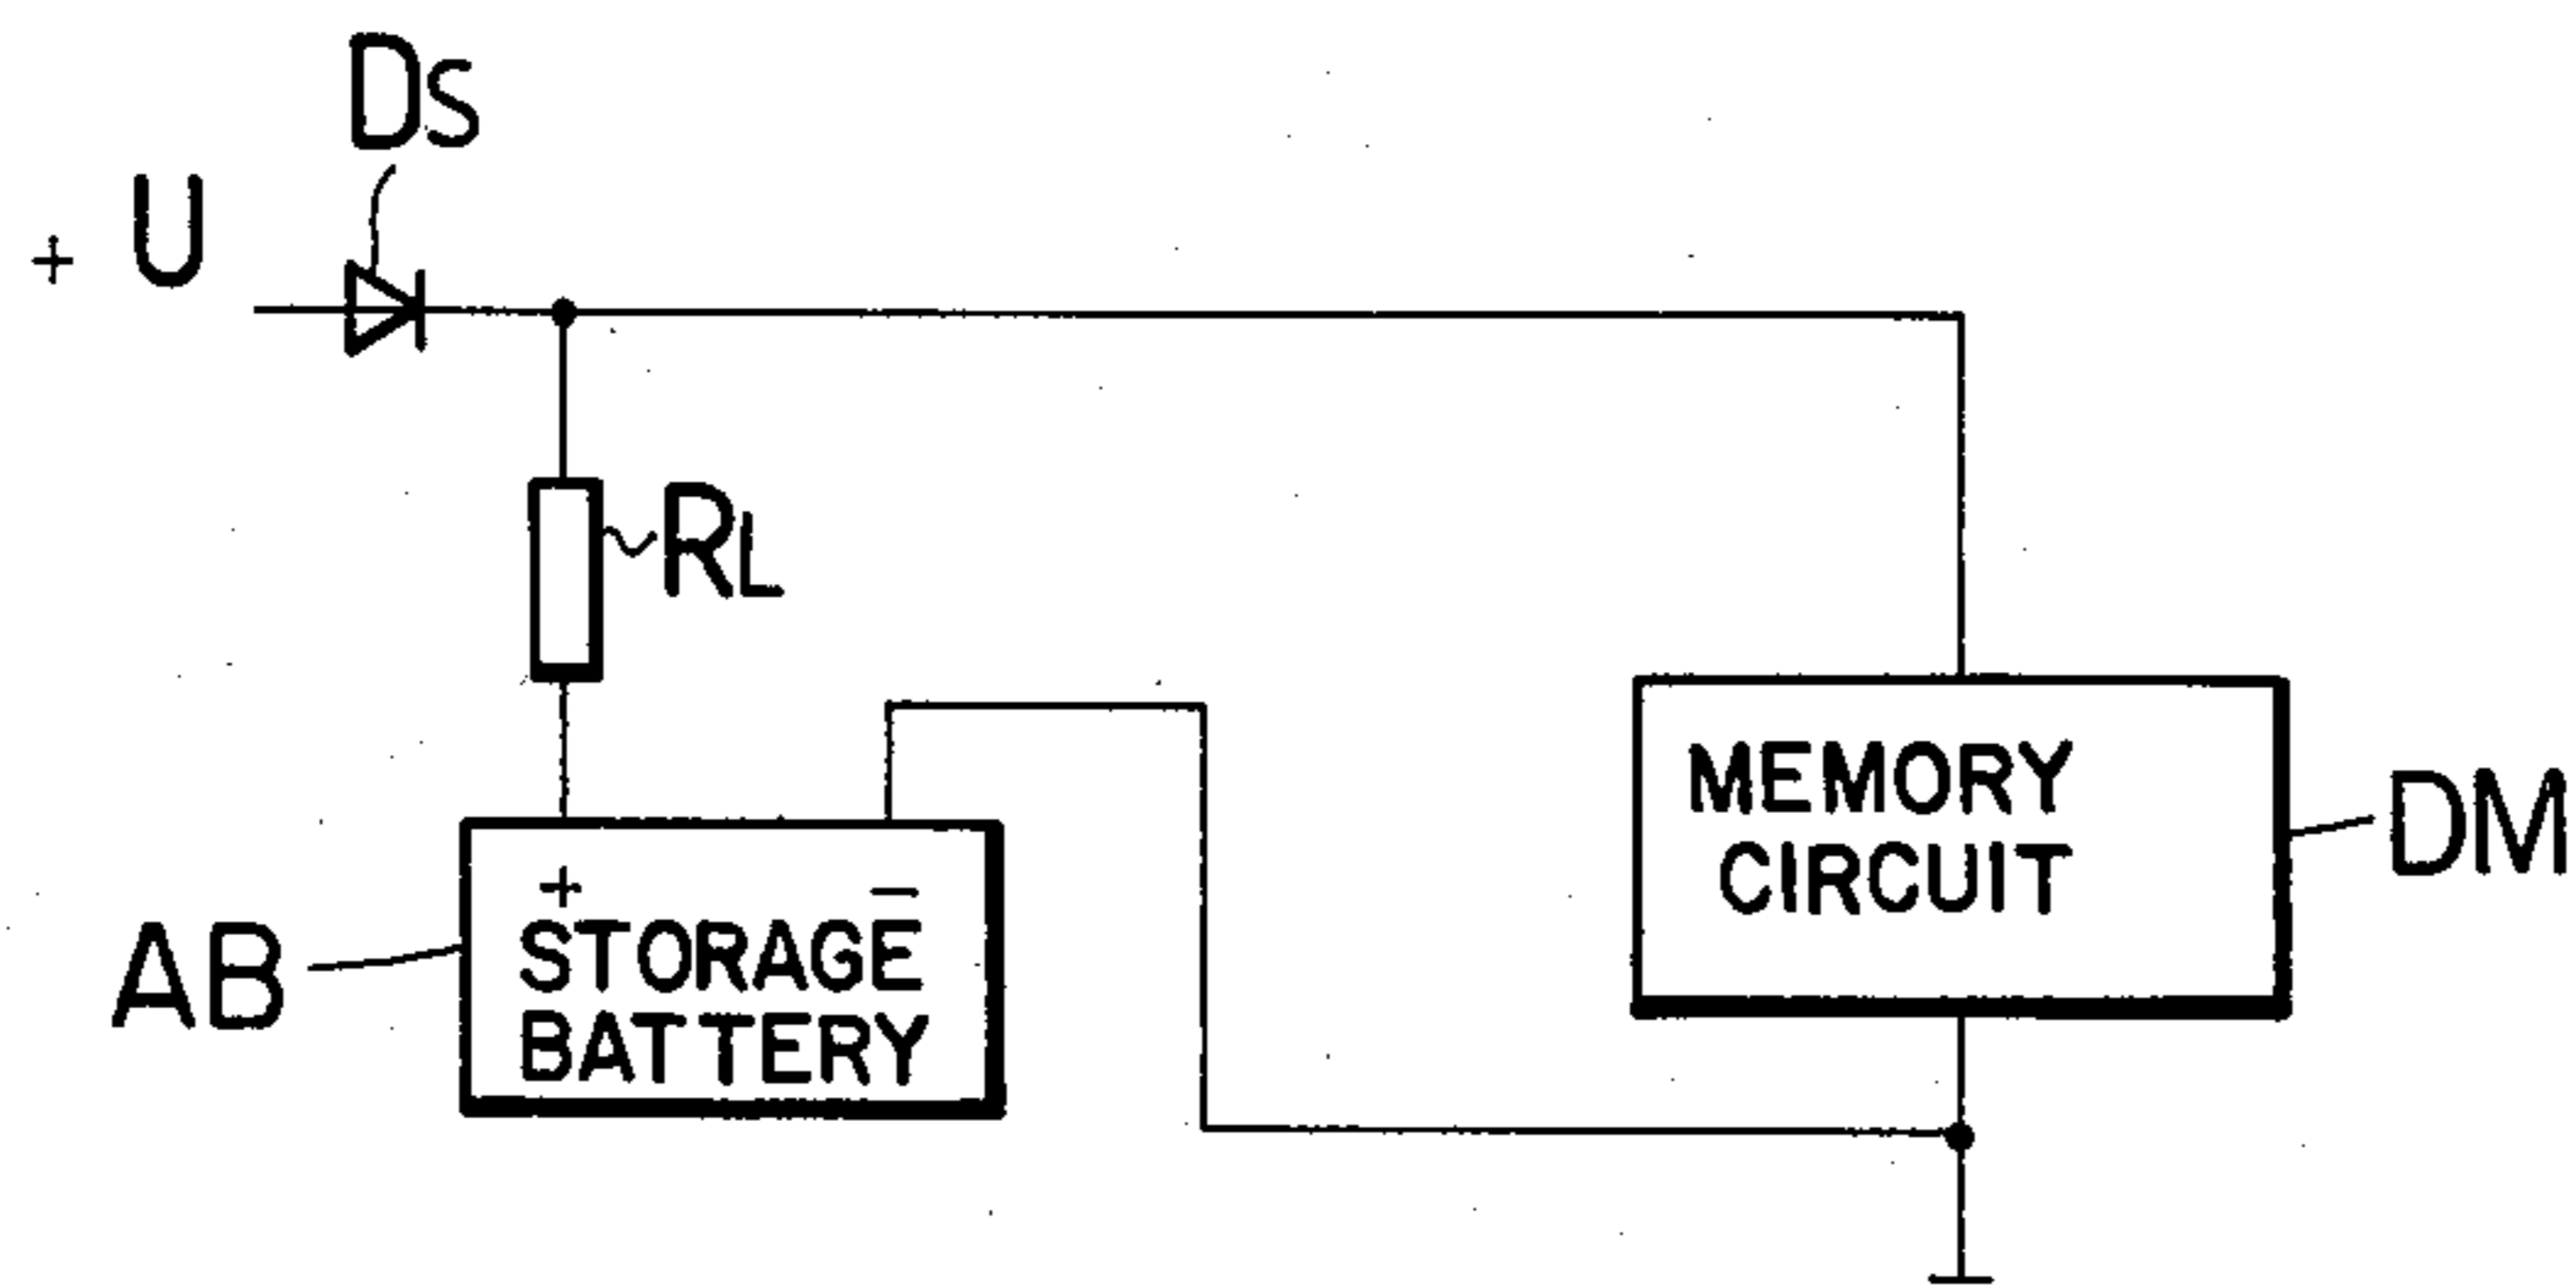 DS
+ U
RL
MEMORY
CIRCUIT
DM
+ −
AB
STORAGE
BATTERY